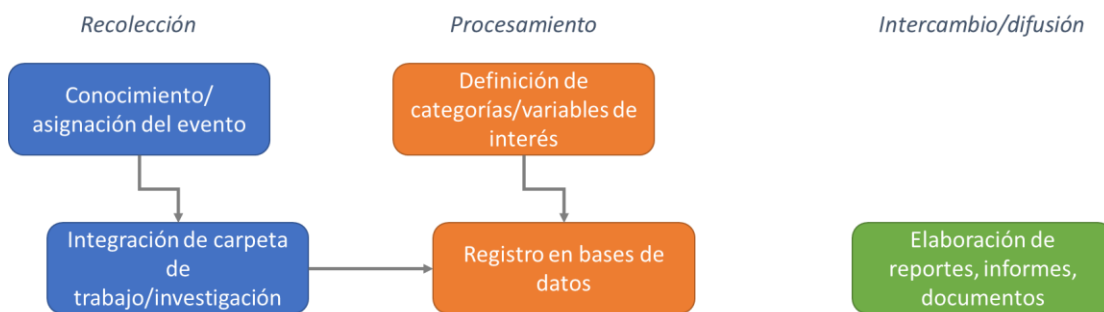 Recolección
Procesamiento
Intercambio/difusión
Conocimiento/
asignación del evento
Definición de
categorías/variables de
interés
Integración de carpeta
de
trabajo/investigación
Registro en bases de
datos
Elaboración de
reportes, informes,
documentos